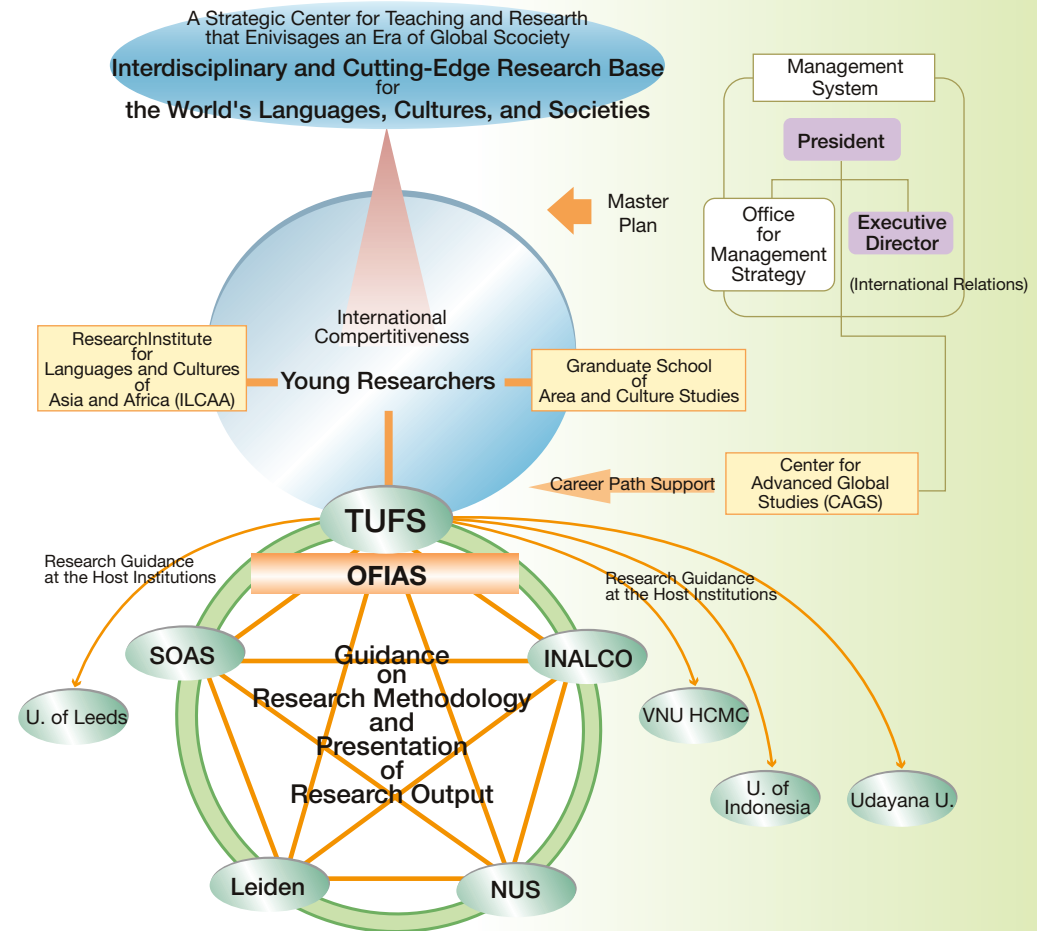 A Strategic Center for Teaching and Researth
that Enivisages an Era of Global Scociety
Interdisciplinary and Cutting-Edge Research Base
for
the World's Languages, Cultures, and Societies
Management
System
President
Office
for
Management
Strategy
Executive
Director
(International Relations)
Master
Plan
International
Compertitiveness
ResearchInstitute
for
Languages and Cultures
of
Asia and Africa (ILCAA)
Young Researchers
Granduate School
of
Area and Culture Studies
Career Path Support
Center for
Advanced Global
Studies (CAGS)
TUFS
OFIAS
Research Guidance
at the Host Institutions
Research Guidance
at the Host Institutions
SOAS
INALCO
Guidance
on
Research Methodology
and
Presentation
of
Research Output
U. of Leeds
VNU HCMC
U. of
Indonesia
Udayana U.
Leiden
NUS